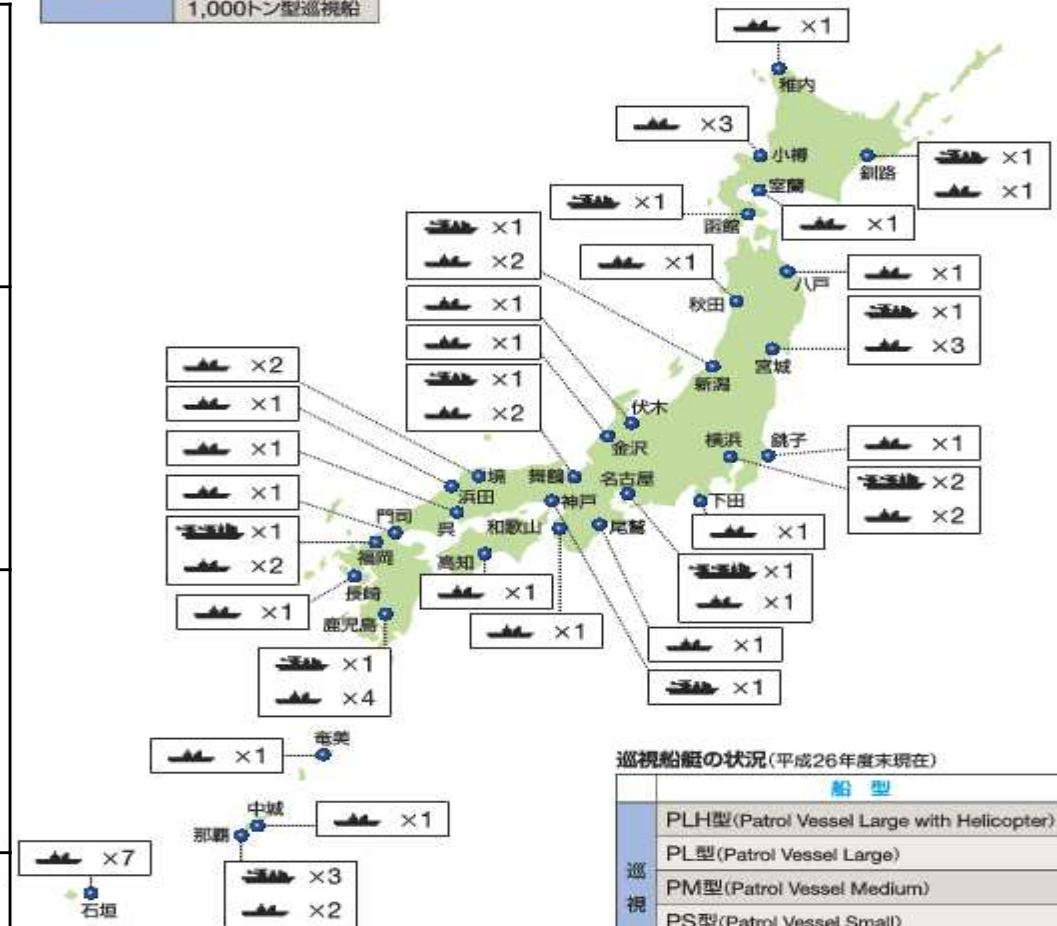 1,000トン型巡視船
×1
稚内
×3
小樽
釧路
×1
×1
室蘭
×1
函館
×1
×1
×2
×1
秋田
八戸
×1
×1
×3
宮城
新潟
×1
×1
×1
×2
伏木
金沢
横浜
銚子
×1
×2
×2
×2
×1
×1
×1
×1
×2
境
浜田
呉
門司
福岡
舞鶴
神戸
名古屋
和歌山
尾鷲
下田
×1
高知
×1
×1
×1
×1
長崎
×1
鹿児島
×1
×4
×1
×1
奄美
×1
中城
×1
那覇
×3
×2
×7
石垣
巡視船艇の状況(平成26年度末現在)
船 型
PLH型(Patrol Vessel Large with Helicopter)
PL型(Patrol Vessel Large)
巡
PM型(Patrol Vessel Medium)
視
PS型(Patrol Vessel Small)